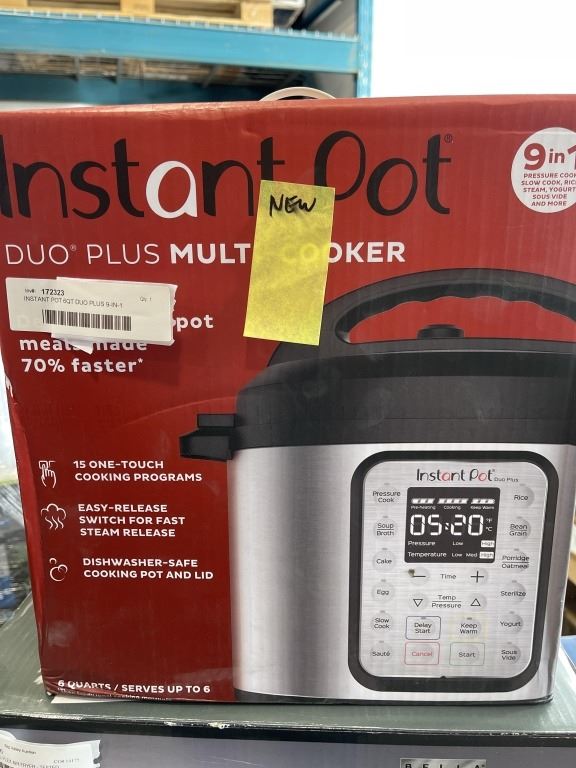 Instant Pot®
9 in 1
PRESSURE COOK
SLOW COOK, RICE
STEAM, YOGURT
SOUS VIDE
AND MORE
NEW
DUO® PLUS MULTI COOKER
Inv#: 172323 Qty: 1
INSTANT POT 6QT DUO PLUS 9-IN-1
pot
meals made
70% faster*
15 ONE-TOUCH
COOKING PROGRAMS
EASY-RELEASE
SWITCH FOR FAST
STEAM RELEASE
DISHWASHER-SAFE
COOKING POT AND LID
6 QUARTS / SERVES UP TO 6
Instant Pot® Duo Plus
Pressure
Cook
Pre-heating Cooking Keep Warm
Rice
05:20 °F
°C
Soup
Broth
Bean
Grain
Pressure Low High
Temperature Low Med High
Cake
Porridge
Oatmeal
− Time +
Egg
Temp
Pressure
Sterilize
Slow
Cook
Delay
Start
Keep
Warm
Yogurt
Sauté
Cancel
Start
Sous
Vide
BELLA